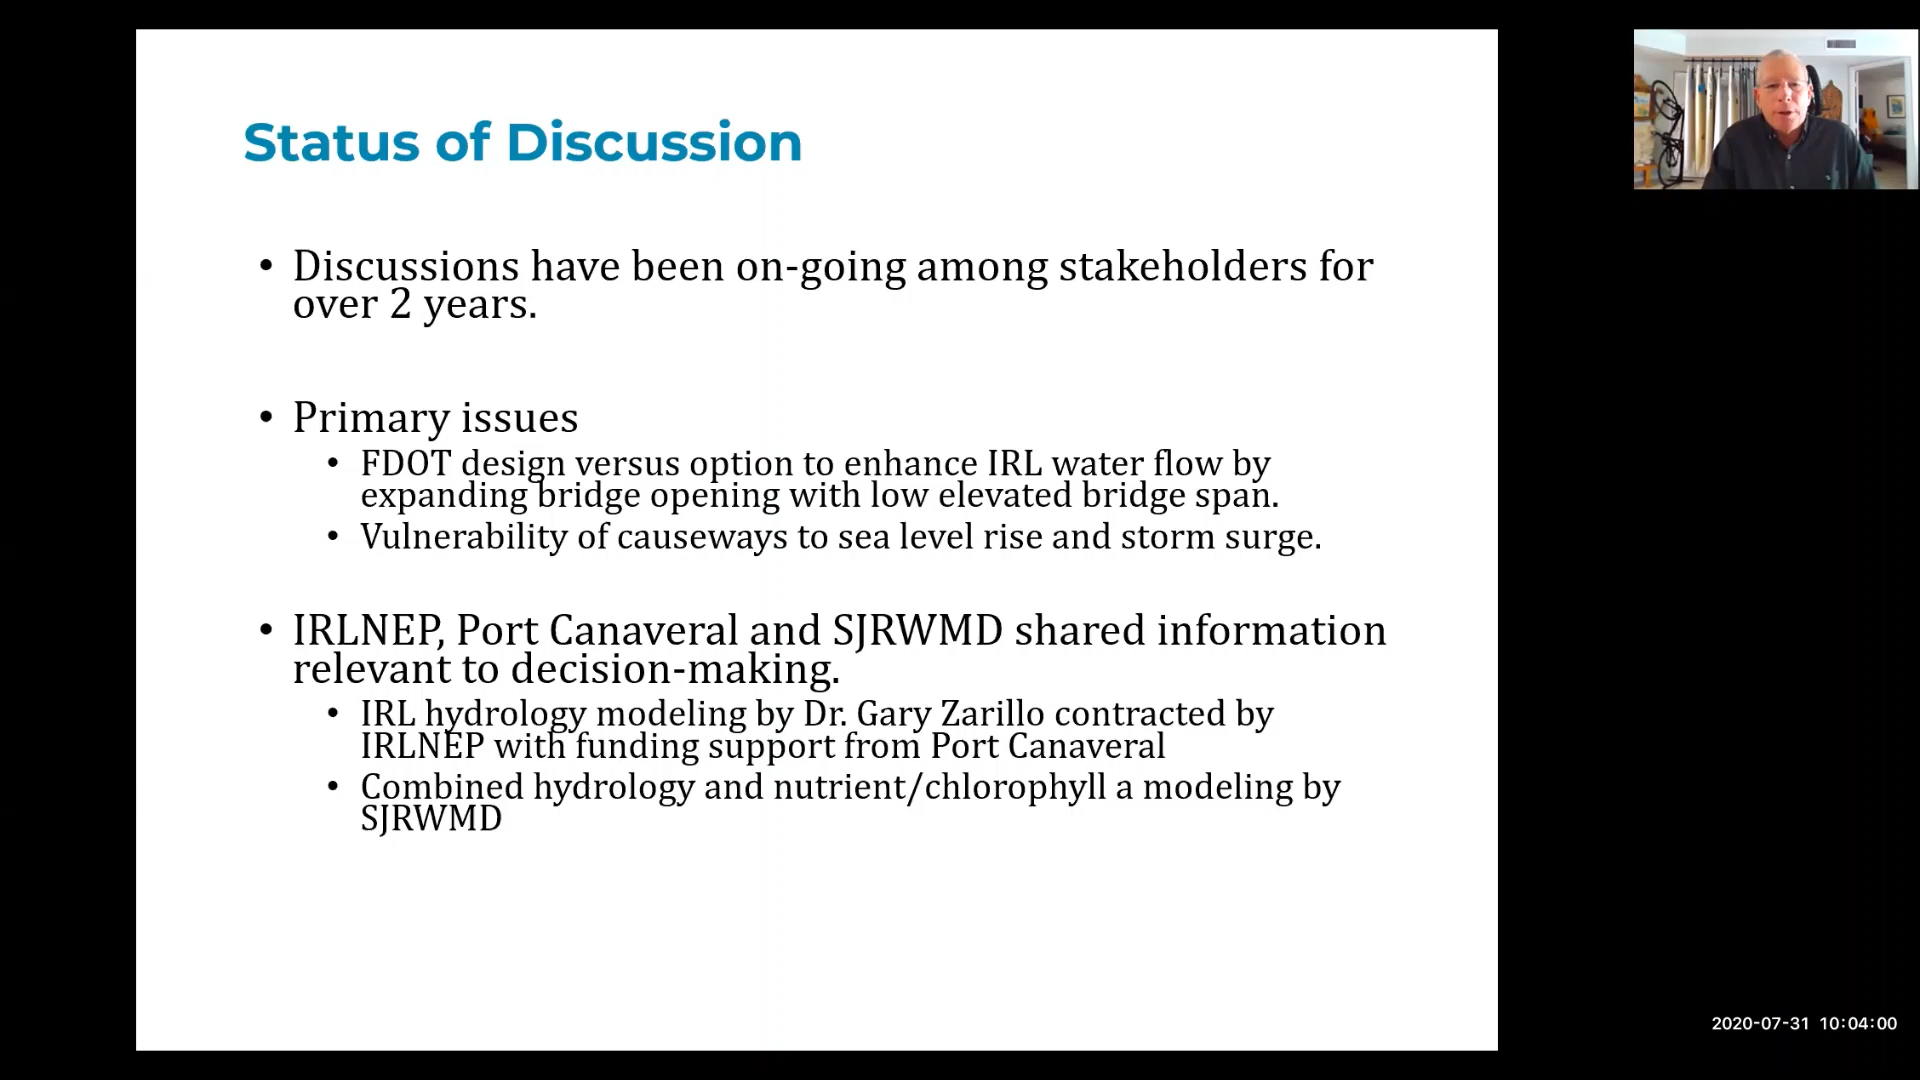 Status of Discussion
• Discussions have been on-going among stakeholders for
over 2 years.
• Primary issues
• FDOT design versus option to enhance IRL water flow by
expanding bridge opening with low elevated bridge span.
• Vulnerability of causeways to sea level rise and storm surge.
• IRLNEP, Port Canaveral and SJRWMD shared information
relevant to decision-making.
• IRL hydrology modeling by Dr. Gary Zarillo contracted by
IRLNEP with funding support from Port Canaveral
• Combined hydrology and nutrient/chlorophyll a modeling by
SJRWMD
2020-07-31 10:04:00